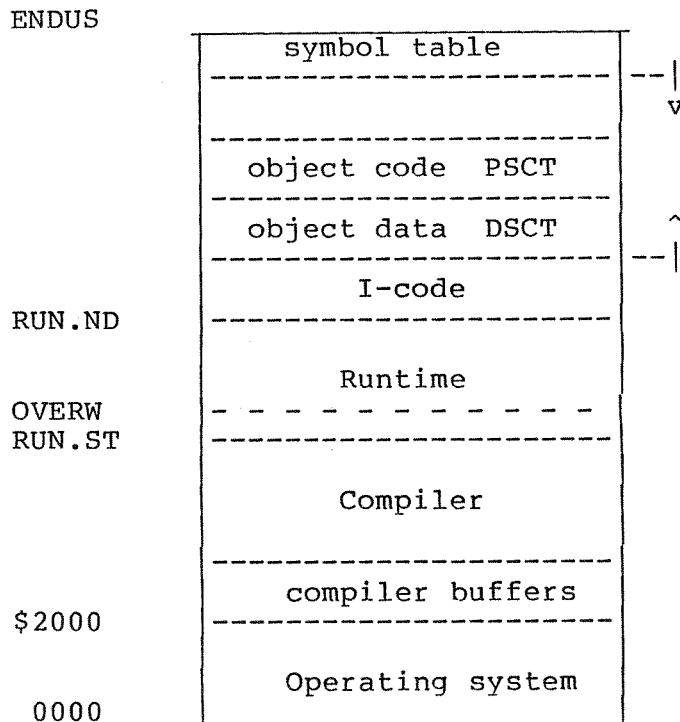 ENDUS
symbol table
object code PSCT
object data DSCT
I-code
RUN.ND
Runtime
OVERW
RUN.ST
Compiler
compiler buffers
$2000
Operating system
0000